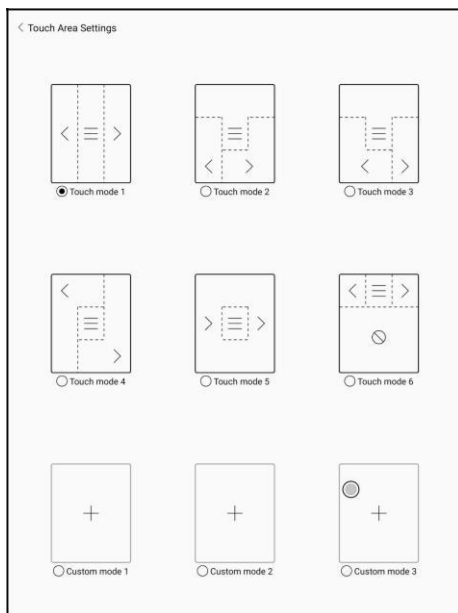 Touch Area Settings
Touch mode 1
Touch mode 2
Touch mode 3
Touch mode 4
Touch mode 5
Touch mode 6
Custom mode 1
Custom mode 2
Custom mode 3